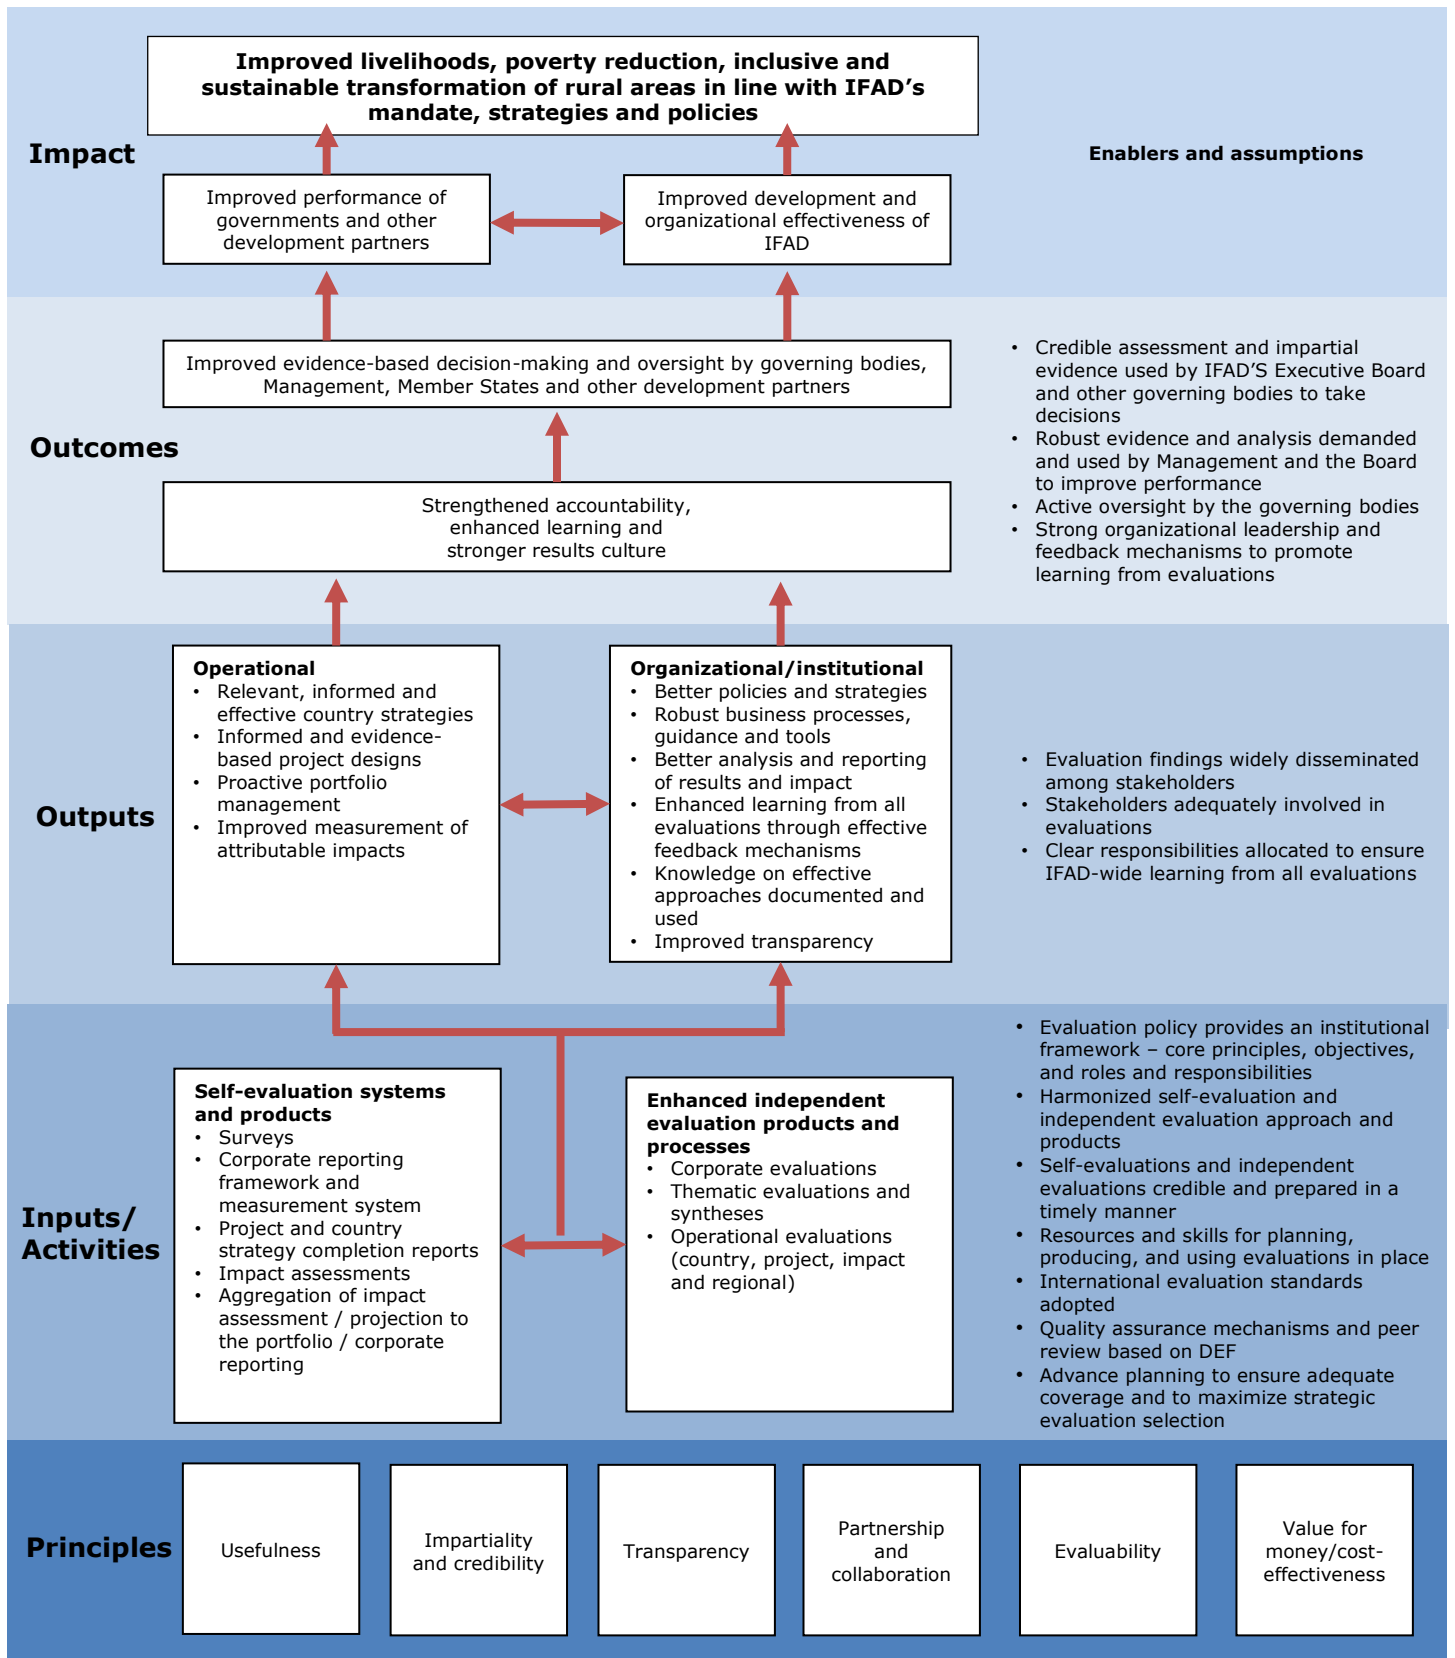 Improved livelihoods, poverty reduction, inclusive and
sustainable transformation of rural areas in line with IFAD’s
mandate, strategies and policies
Impact
Enablers and assumptions
Improved performance of
governments and other
development partners
Improved development and
organizational effectiveness of
IFAD
Improved evidence-based decision-making and oversight by governing bodies,
Management, Member States and other development partners
Outcomes
Strengthened accountability,
enhanced learning and
stronger results culture
• Credible assessment and impartial
evidence used by IFAD’S Executive Board
and other governing bodies to take
decisions
• Robust evidence and analysis demanded
and used by Management and the Board
to improve performance
• Active oversight by the governing bodies
• Strong organizational leadership and
feedback mechanisms to promote
learning from evaluations
Outputs
Operational
• Relevant, informed and
effective country strategies
• Informed and evidence-
based project designs
• Proactive portfolio
management
• Improved measurement of
attributable impacts
Organizational/institutional
• Better policies and strategies
• Robust business processes,
guidance and tools
• Better analysis and reporting
of results and impact
• Enhanced learning from all
evaluations through effective
feedback mechanisms
• Knowledge on effective
approaches documented and
used
• Improved transparency
• Evaluation findings widely disseminated
among stakeholders
• Stakeholders adequately involved in
evaluations
• Clear responsibilities allocated to ensure
IFAD-wide learning from all evaluations
Inputs/
Activities
Self-evaluation systems
and products
• Surveys
• Corporate reporting
framework and
measurement system
• Project and country
strategy completion reports
• Impact assessments
• Aggregation of impact
assessment / projection to
the portfolio / corporate
reporting
Enhanced independent
evaluation products and
processes
• Corporate evaluations
• Thematic evaluations and
syntheses
• Operational evaluations
(country, project, impact
and regional)
• Evaluation policy provides an institutional
framework – core principles, objectives,
and roles and responsibilities
• Harmonized self-evaluation and
independent evaluation approach and
products
• Self-evaluations and independent
evaluations credible and prepared in a
timely manner
• Resources and skills for planning,
producing, and using evaluations in place
• International evaluation standards
adopted
• Quality assurance mechanisms and peer
review based on DEF
• Advance planning to ensure adequate
coverage and to maximize strategic
evaluation selection
Principles
Usefulness
Impartiality
and credibility
Transparency
Partnership
and
collaboration
Evaluability
Value for
money/cost-
effectiveness